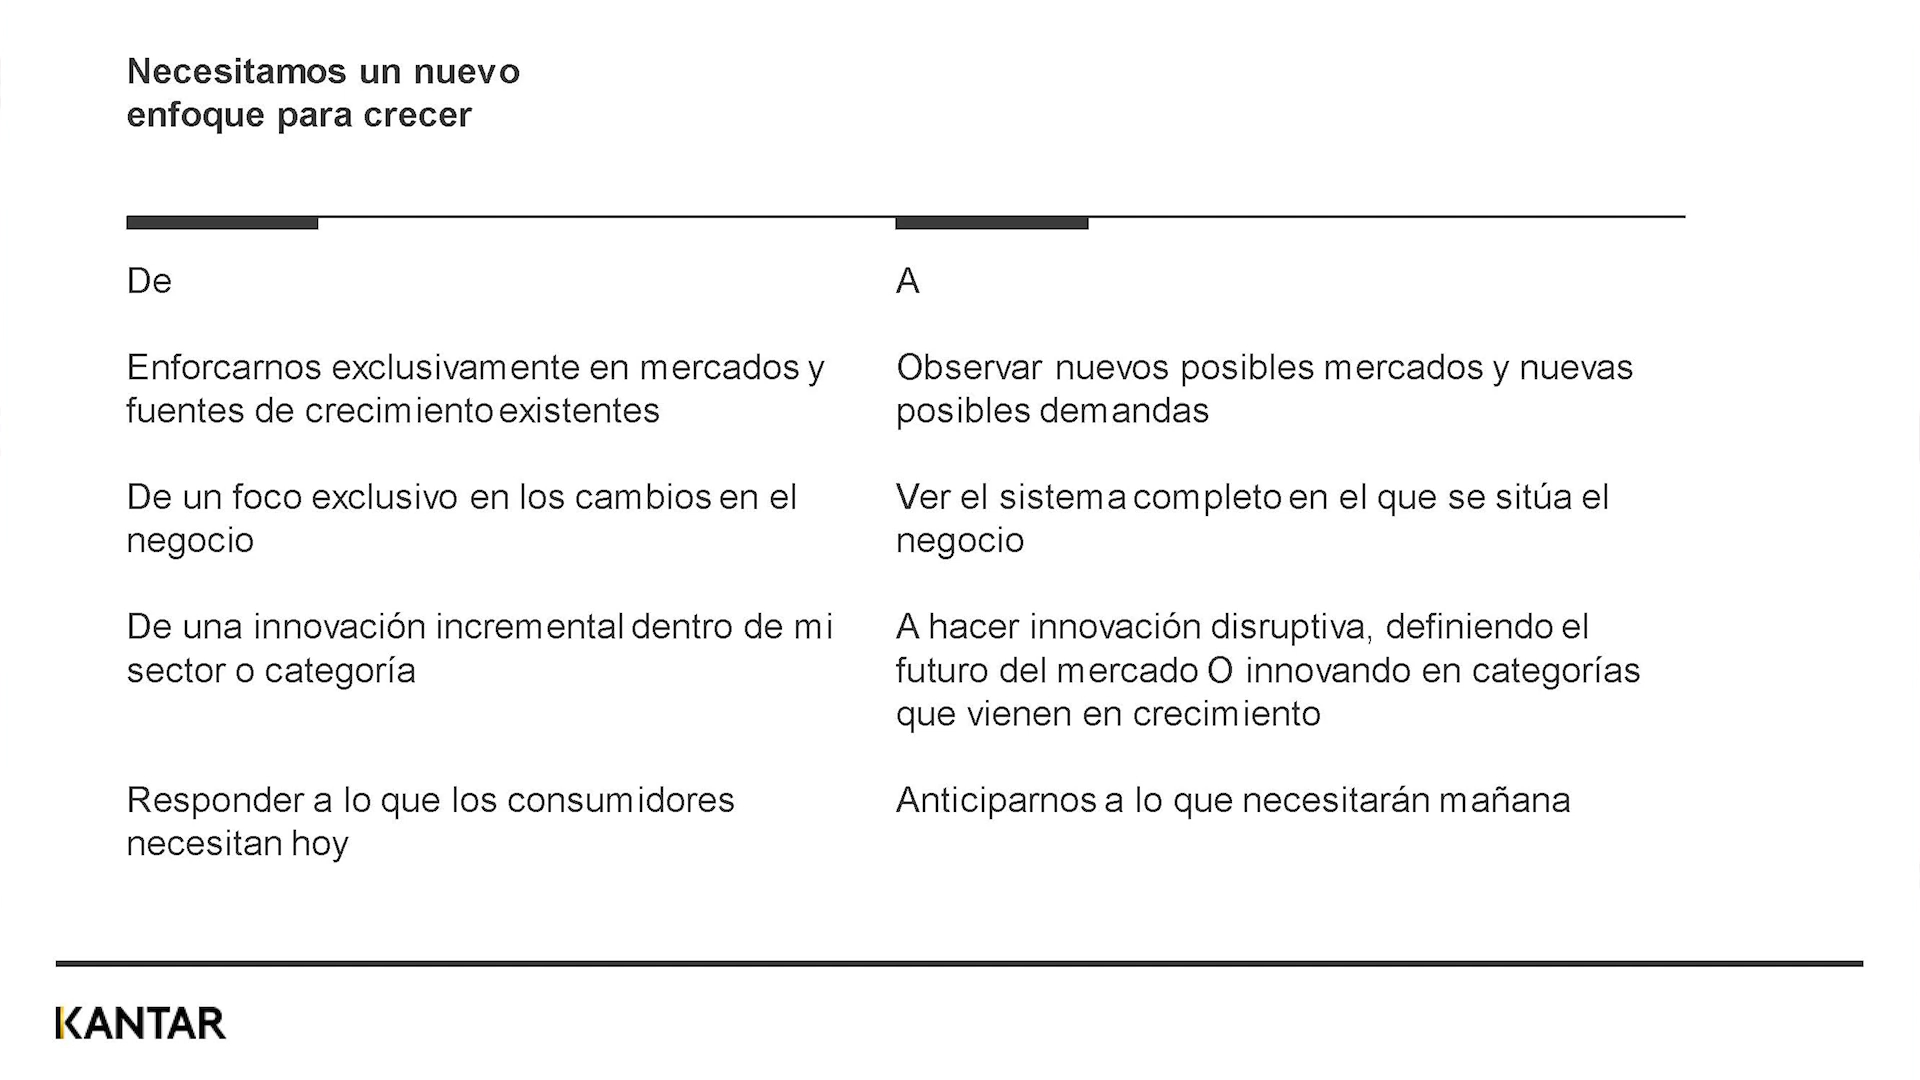 Necesitamos un nuevo
enfoque para crecer
De
Enforcarnos exclusivamente en mercados y
fuentes de crecimiento existentes
De un foco exclusivo en los cambios en el
negocio
De una innovación incremental dentro de mi
sector o categoría
Responder a lo que los consumidores
necesitan hoy
A
Observar nuevos posibles mercados y nuevas
posibles demandas
Ver el sistema completo en el que se sitúa el
negocio
A hacer innovación disruptiva, definiendo el
futuro del mercado O innovando en categorías
que vienen en crecimiento
Anticiparnos a lo que necesitarán mañana
KANTAR